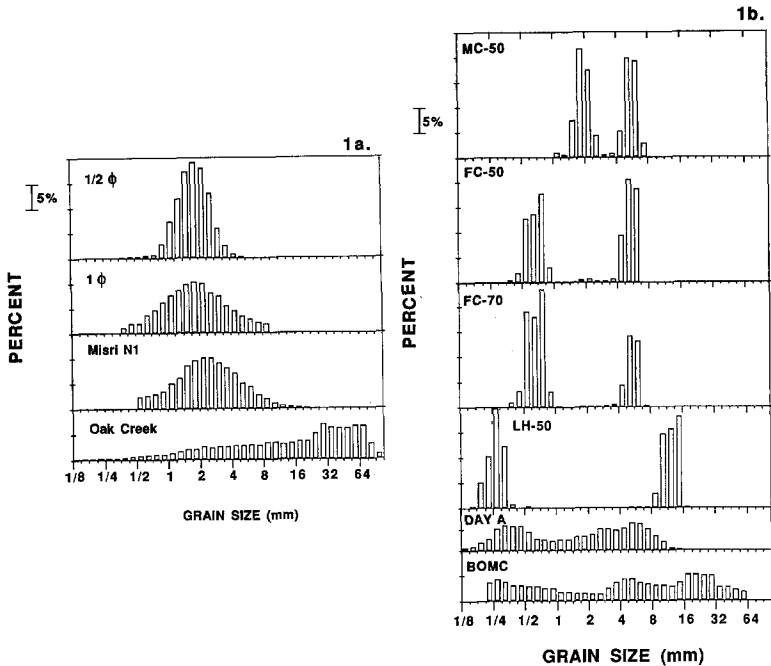 1a.
5%
PERCENT
1/2 ϕ
1 ϕ
Misri N1
Oak Creek
1/8 1/4 1/2 1 2 4 8 16 32 64
GRAIN SIZE (mm)
1b.
5%
PERCENT
MC-50
FC-50
FC-70
LH-50
DAY A
BOMC
1/8 1/4 1/2 1 2 4 8 16 32 64
GRAIN SIZE (mm)